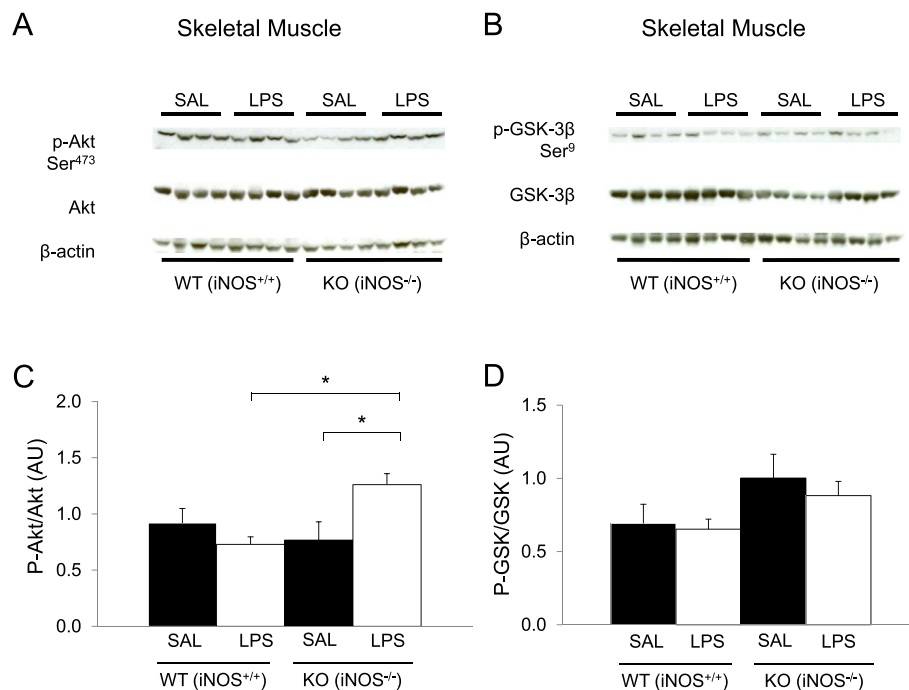 A
Skeletal Muscle
SAL LPS SAL LPS
p-Akt
Ser⁴⁷³
Akt
β-actin
WT (iNOS⁺/⁺) KO (iNOS⁻/⁻)
B
Skeletal Muscle
SAL LPS SAL LPS
p-GSK-3β
Ser⁹
GSK-3β
β-actin
WT (iNOS⁺/⁺) KO (iNOS⁻/⁻)
C
P-Akt/Akt (AU)
2.0
1.5
1.0
0.5
0.0
*
*
SAL LPS SAL LPS
WT (iNOS⁺/⁺) KO (iNOS⁻/⁻)
D
P-GSK/GSK (AU)
1.5
1.0
0.5
0.0
SAL LPS SAL LPS
WT (iNOS⁺/⁺) KO (iNOS⁻/⁻)